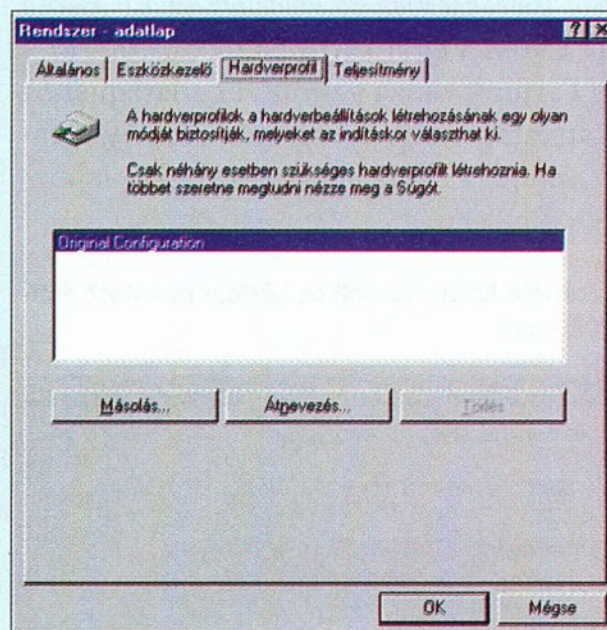 Rendszer - adatlap
Általános
Eszközkezelő
Hardverprofil
Teljesítmény
A hardverprofilok a hardverbeállítások létrehozásának egy olyan
módját biztosítják, melyeket az indításkor választhat ki.
Csak néhány esetben szükséges hardverprofilt létrehoznia. Ha
többet szeretne megtudni nézze meg a Súgót.
Original Configuration
Másolás...
Átnevezés...
Törlés
OK
Mégse